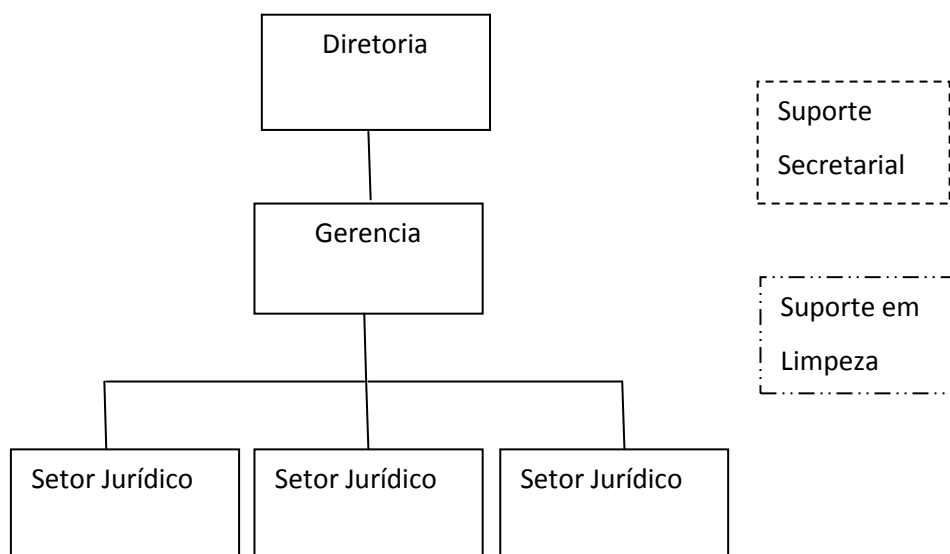 Diretoria
Suporte
Secretarial
Gerencia
Suporte em
Limpeza
Setor Jurídico
Setor Jurídico
Setor Jurídico